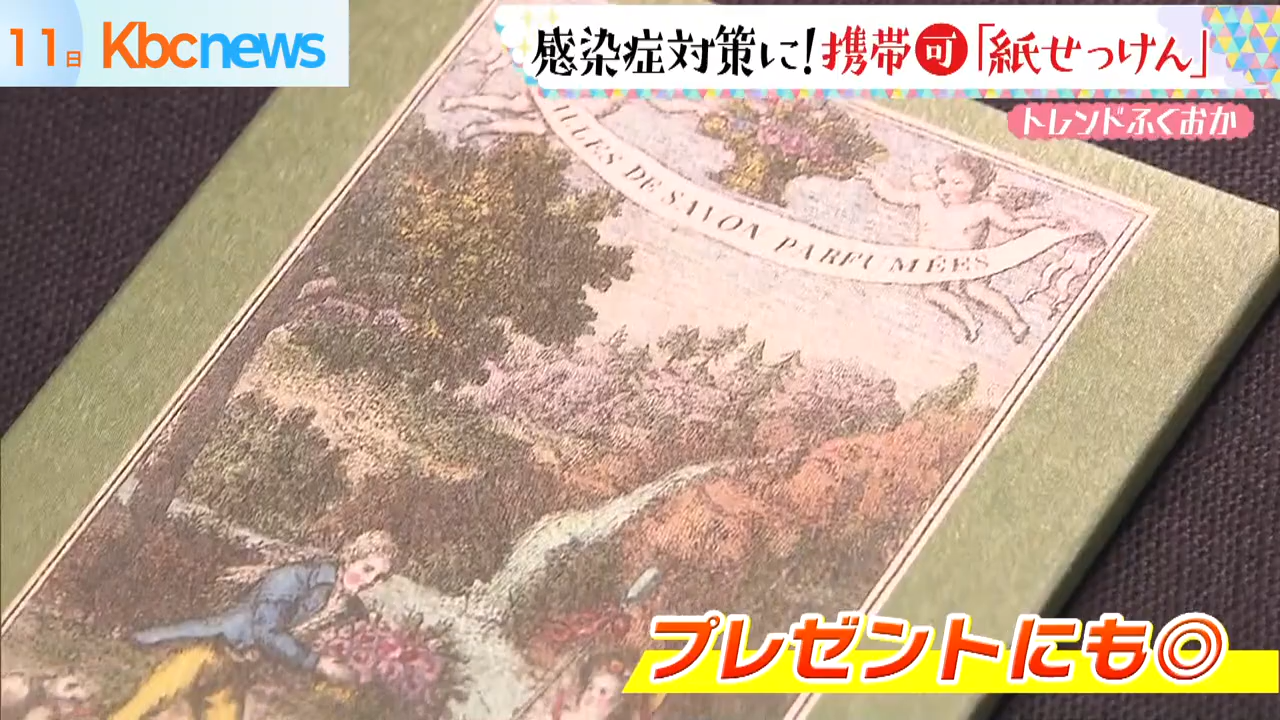 11日 Kbcnews
感染症対策に!携帯可「紙せっけん」
トレンドふくおか
ILLES DE SAVON PARFUMÉES
プレゼントにも◎